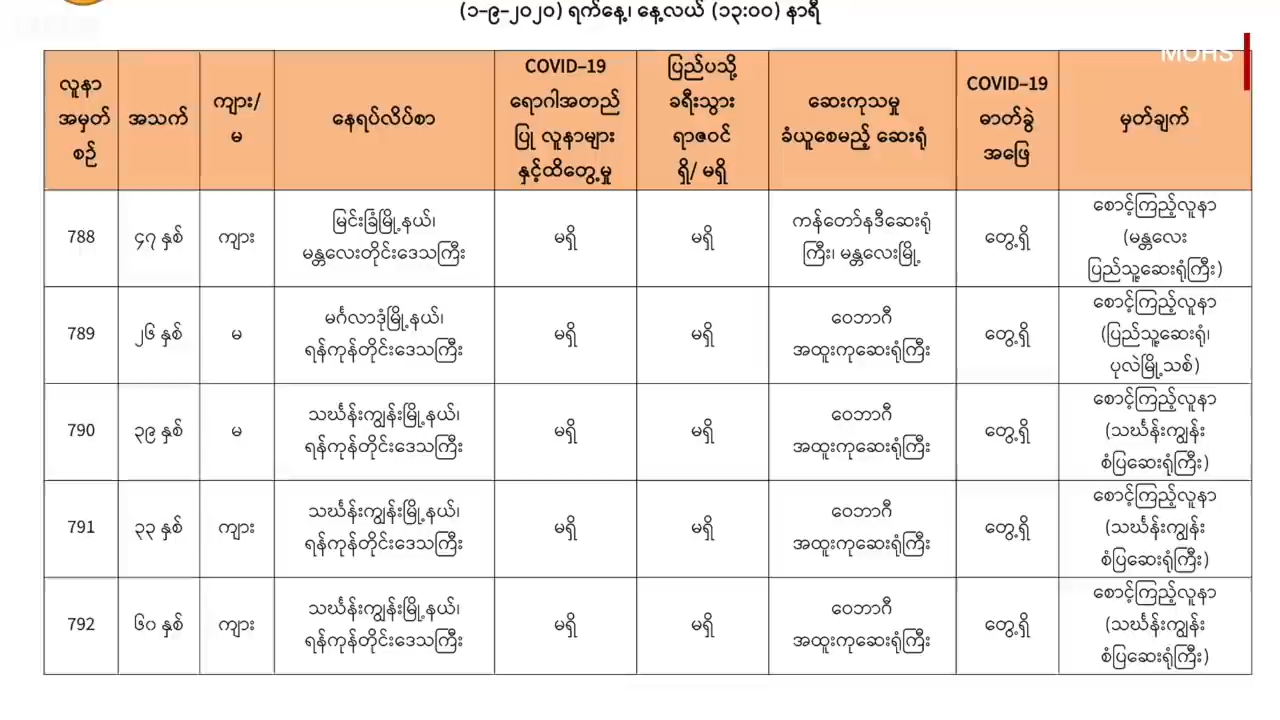 (၁-၉-၂၀၂၀) ရက်နေ့၊ နေ့လယ် (၁၃:၀၀) နာရီ
MOHS
လူနာ
အမှတ်
စဉ်
အသက်
ကျား/
မ
နေရပ်လိပ်စာ
COVID-19
ရောဂါအတည်
ပြု လူနာများ
နှင့်ထိတွေ့မှု
ပြည်ပသို့
ခရီးသွား
ရာဇဝင်
ရှိ/ မရှိ
ဆေးကုသမှု
ခံယူစေမည့် ဆေးရုံ
COVID-19
ဓာတ်ခွဲ
အဖြေ
မှတ်ချက်
788
၄၇ နှစ်
ကျား
မြင်းခြံမြို့နယ်၊
မန္တလေးတိုင်းဒေသကြီး
မရှိ
မရှိ
ကန်တော်နဒီဆေးရုံ
ကြီး၊ မန္တလေးမြို့
တွေ့ရှိ
စောင့်ကြည့်လူနာ
(မန္တလေး
ပြည်သူ့ဆေးရုံကြီး)
789
၂၆ နှစ်
မ
မင်္ဂလာဒုံမြို့နယ်၊
ရန်ကုန်တိုင်းဒေသကြီး
မရှိ
မရှိ
ဝေဘာဂီ
အထူးကုဆေးရုံကြီး
တွေ့ရှိ
စောင့်ကြည့်လူနာ
(ပြည်သူ့ဆေးရုံ၊
ပုလဲမြို့သစ်)
790
၃၉ နှစ်
မ
သင်္ဃန်းကျွန်းမြို့နယ်၊
ရန်ကုန်တိုင်းဒေသကြီး
မရှိ
မရှိ
ဝေဘာဂီ
အထူးကုဆေးရုံကြီး
တွေ့ရှိ
စောင့်ကြည့်လူနာ
(သင်္ဃန်းကျွန်း
စံပြဆေးရုံကြီး)
791
၃၃ နှစ်
ကျား
သင်္ဃန်းကျွန်းမြို့နယ်၊
ရန်ကုန်တိုင်းဒေသကြီး
မရှိ
မရှိ
ဝေဘာဂီ
အထူးကုဆေးရုံကြီး
တွေ့ရှိ
စောင့်ကြည့်လူနာ
(သင်္ဃန်းကျွန်း
စံပြဆေးရုံကြီး)
792
၆၀ နှစ်
ကျား
သင်္ဃန်းကျွန်းမြို့နယ်၊
ရန်ကုန်တိုင်းဒေသကြီး
မရှိ
မရှိ
ဝေဘာဂီ
အထူးကုဆေးရုံကြီး
တွေ့ရှိ
စောင့်ကြည့်လူနာ
(သင်္ဃန်းကျွန်း
စံပြဆေးရုံကြီး)